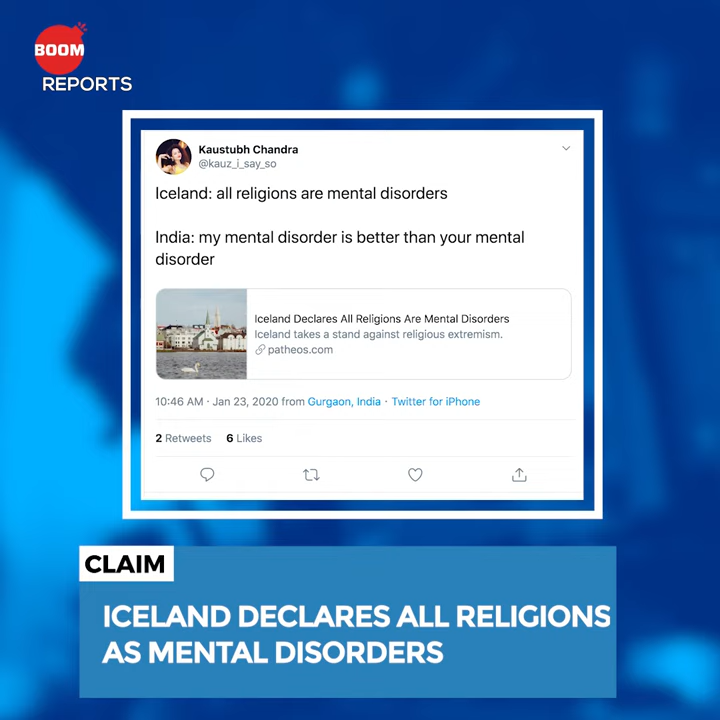 BOOM
REPORTS
Kaustubh Chandra
@kauz_i_say_so
Iceland: all religions are mental disorders
India: my mental disorder is better than your mental
disorder
Iceland Declares All Religions Are Mental Disorders
Iceland takes a stand against religious extremism.
patheos.com
10:46 AM · Jan 23, 2020 from Gurgaon, India · Twitter for iPhone
2 Retweets 6 Likes
CLAIM
ICELAND DECLARES ALL RELIGIONS
AS MENTAL DISORDERS